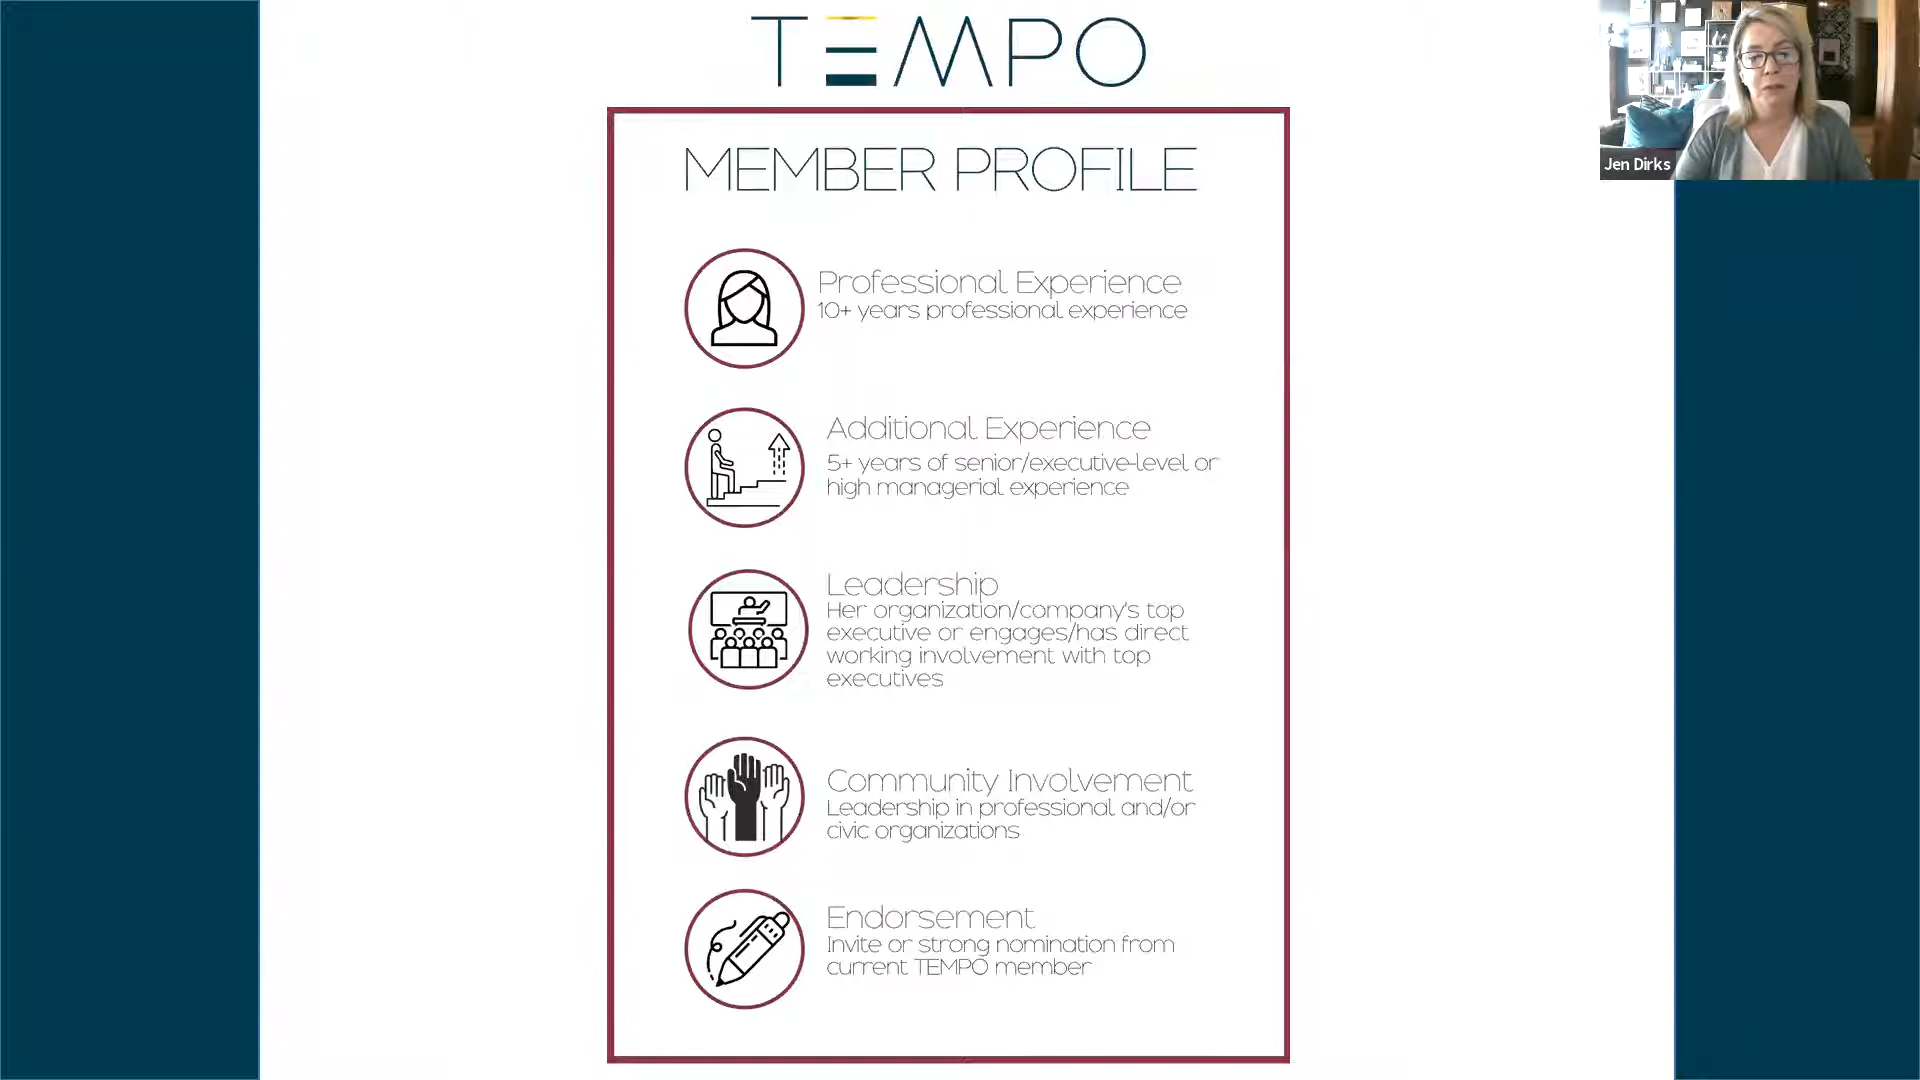 TEMPO
Jen Dirks
MEMBER PROFILE
Professional Experience
10+ years professional experience
Additional Experience
5+ years of senior/executive-level or
high managerial experience
Leadership
Her organization/company's top
executive or engages/has direct
working involvement with top
executives
Community Involvement
Leadership in professional and/or
civic organizations
Endorsement
Invite or strong nomination from
current TEMPO member